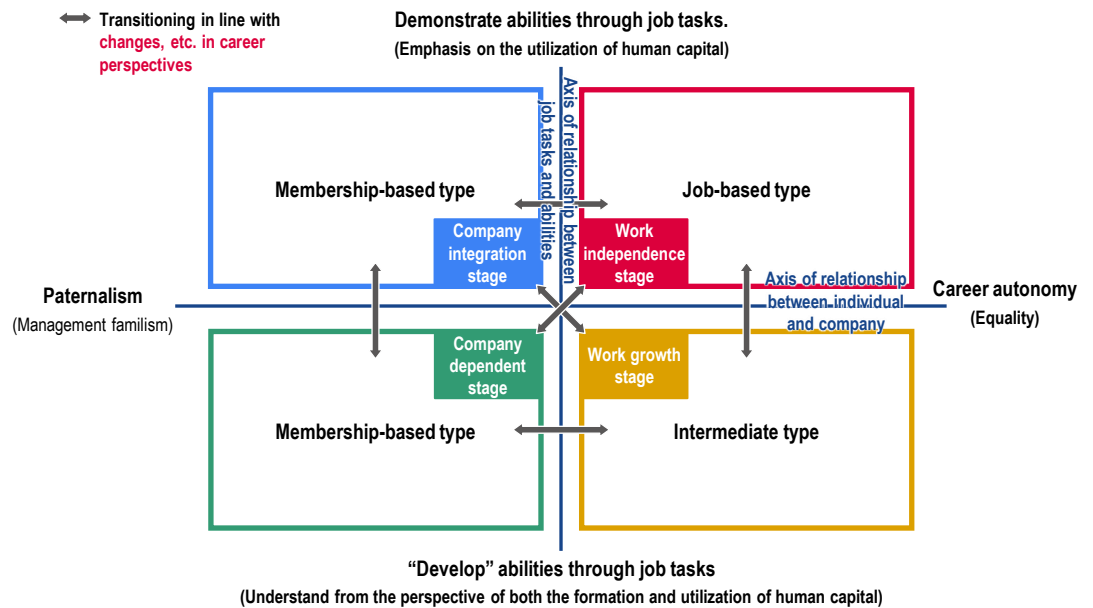 Transitioning in line with
changes, etc. in career
perspectives
Demonstrate abilities through job tasks.
(Emphasis on the utilization of human capital)
Axis of relationship between
job tasks and abilities
Membership-based type
Job-based type
Company
integration
stage
Work
independence
stage
Paternalism
(Management familism)
Axis of relationship
between individual
and company
Career autonomy
(Equality)
Company
dependent
stage
Work growth
stage
Membership-based type
Intermediate type
“Develop” abilities through job tasks
(Understand from the perspective of both the formation and utilization of human capital)